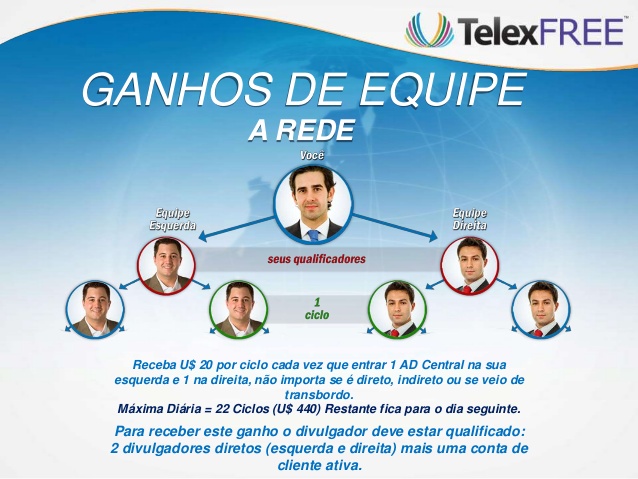 TelexFREE™
GANHOS DE EQUIPE
A REDE
Você
Equipe
Esquerda
Equipe
Direita
seus qualificadores
1
ciclo
Receba U$ 20 por ciclo cada vez que entrar 1 AD Central na sua
esquerda e 1 na direita, não importa se é direto, indireto ou se veio de
transbordo.
Máxima Diária = 22 Ciclos (U$ 440) Restante fica para o dia seguinte.
Para receber este ganho o divulgador deve estar qualificado:
2 divulgadores diretos (esquerda e direita) mais uma conta de
cliente ativa.